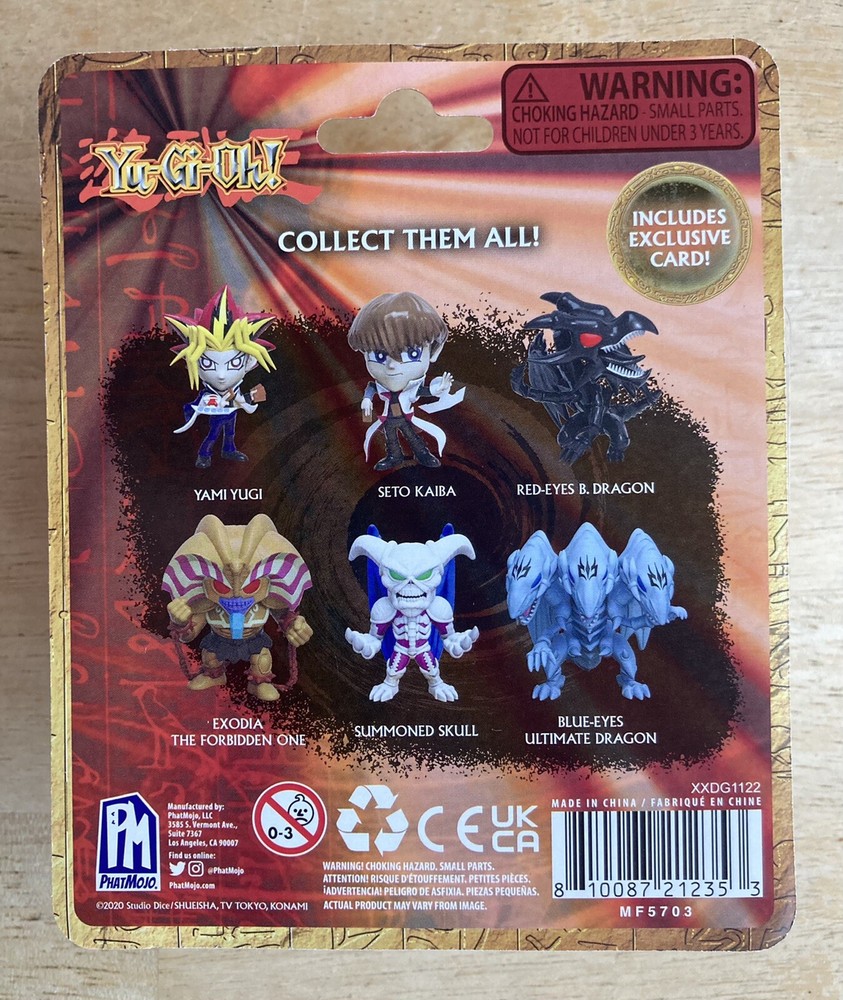 WARNING:
CHOKING HAZARD - SMALL PARTS.
NOT FOR CHILDREN UNDER 3 YEARS.
遊戯王
Yu-Gi-Oh!
INCLUDES
EXCLUSIVE
CARD!
COLLECT THEM ALL!
YAMI YUGI
SETO KAIBA
RED-EYES B. DRAGON
EXODIA
THE FORBIDDEN ONE
SUMMONED SKULL
BLUE-EYES
ULTIMATE DRAGON
PM
PHATMOJO.
Manufactured by:
PhatMojo, LLC
3585 S. Vermont Ave.,
Suite 7367
Los Angeles, CA 90007
Find us online:
@PhatMojo
PhatMojo.com
0-3
CE
UK
CA
XXDG1122
MADE IN CHINA / FABRIQUÉ EN CHINE
8 10087 21235 3
MF5703
WARNING! CHOKING HAZARD. SMALL PARTS.
ATTENTION! RISQUE D'ÉTOUFFEMENT. PETITES PIÈCES.
¡ADVERTENCIA! PELIGRO DE ASFIXIA. PIEZAS PEQUEÑAS.
ACTUAL PRODUCT MAY VARY FROM IMAGE.
©2020 Studio Dice/SHUEISHA, TV TOKYO, KONAMI